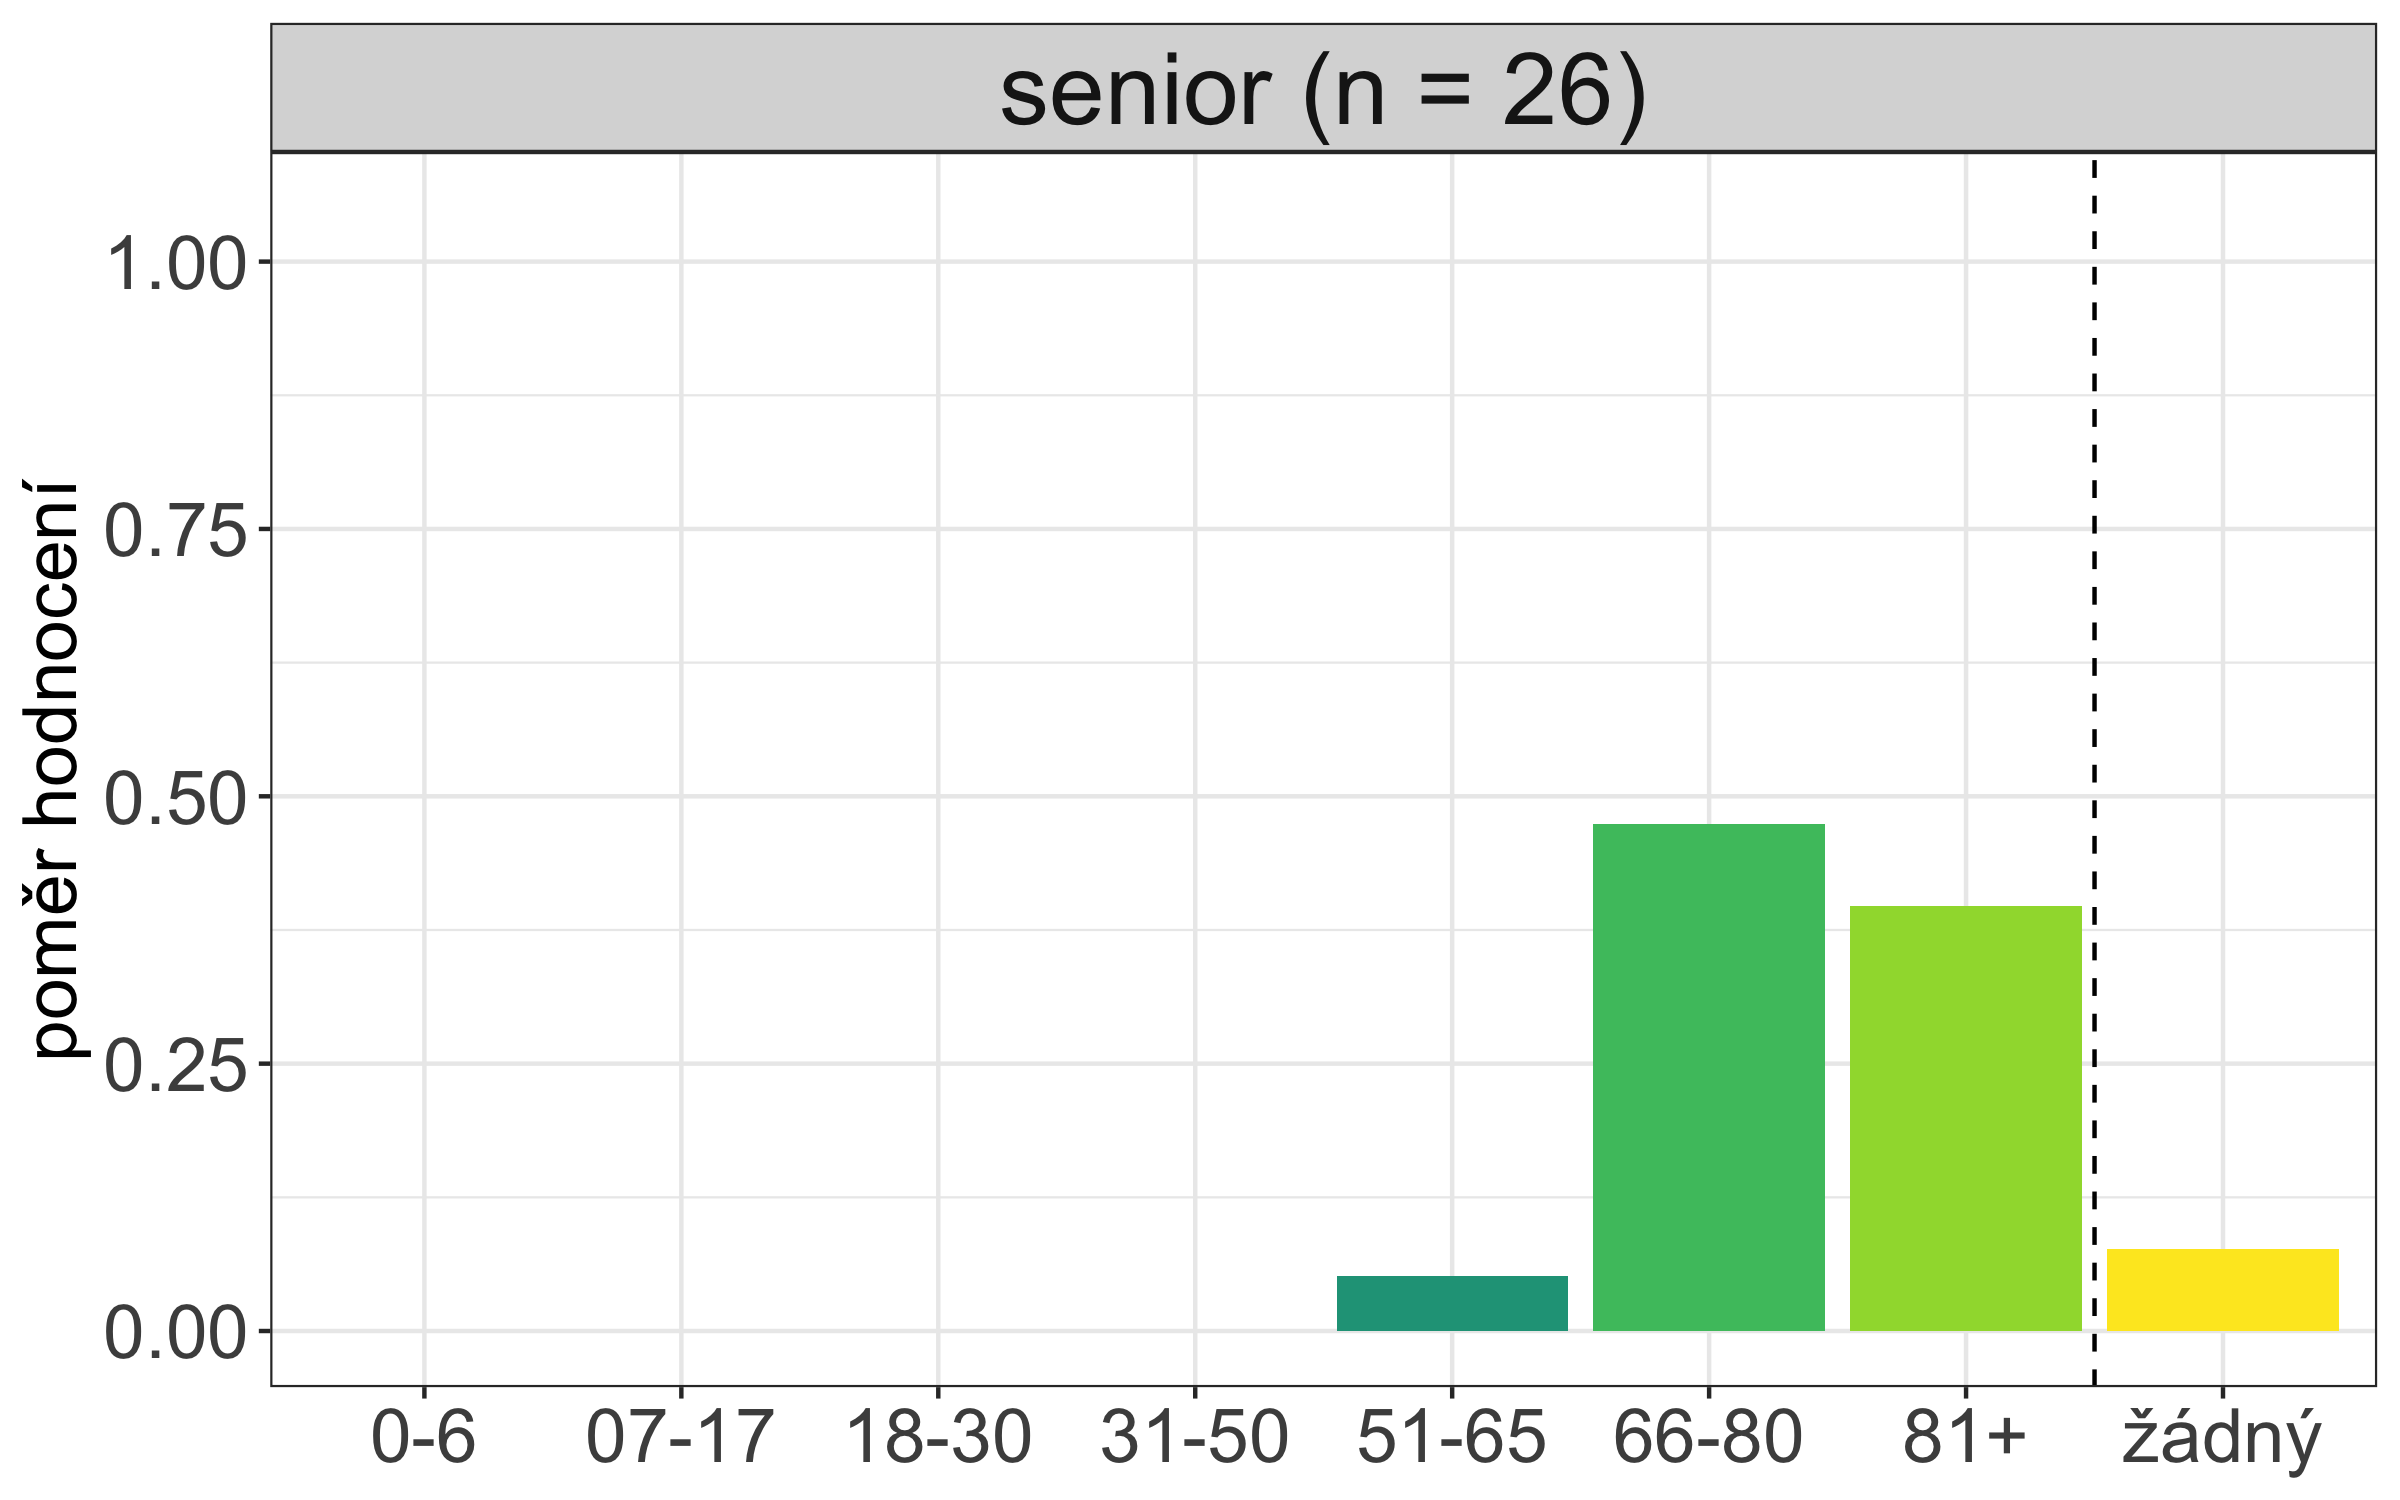 senior (n = 26)
poměr hodnocení
1.00
0.75
0.50
0.25
0.00
0-6 07-17 18-30 31-50 51-65 66-80 81+ žádný